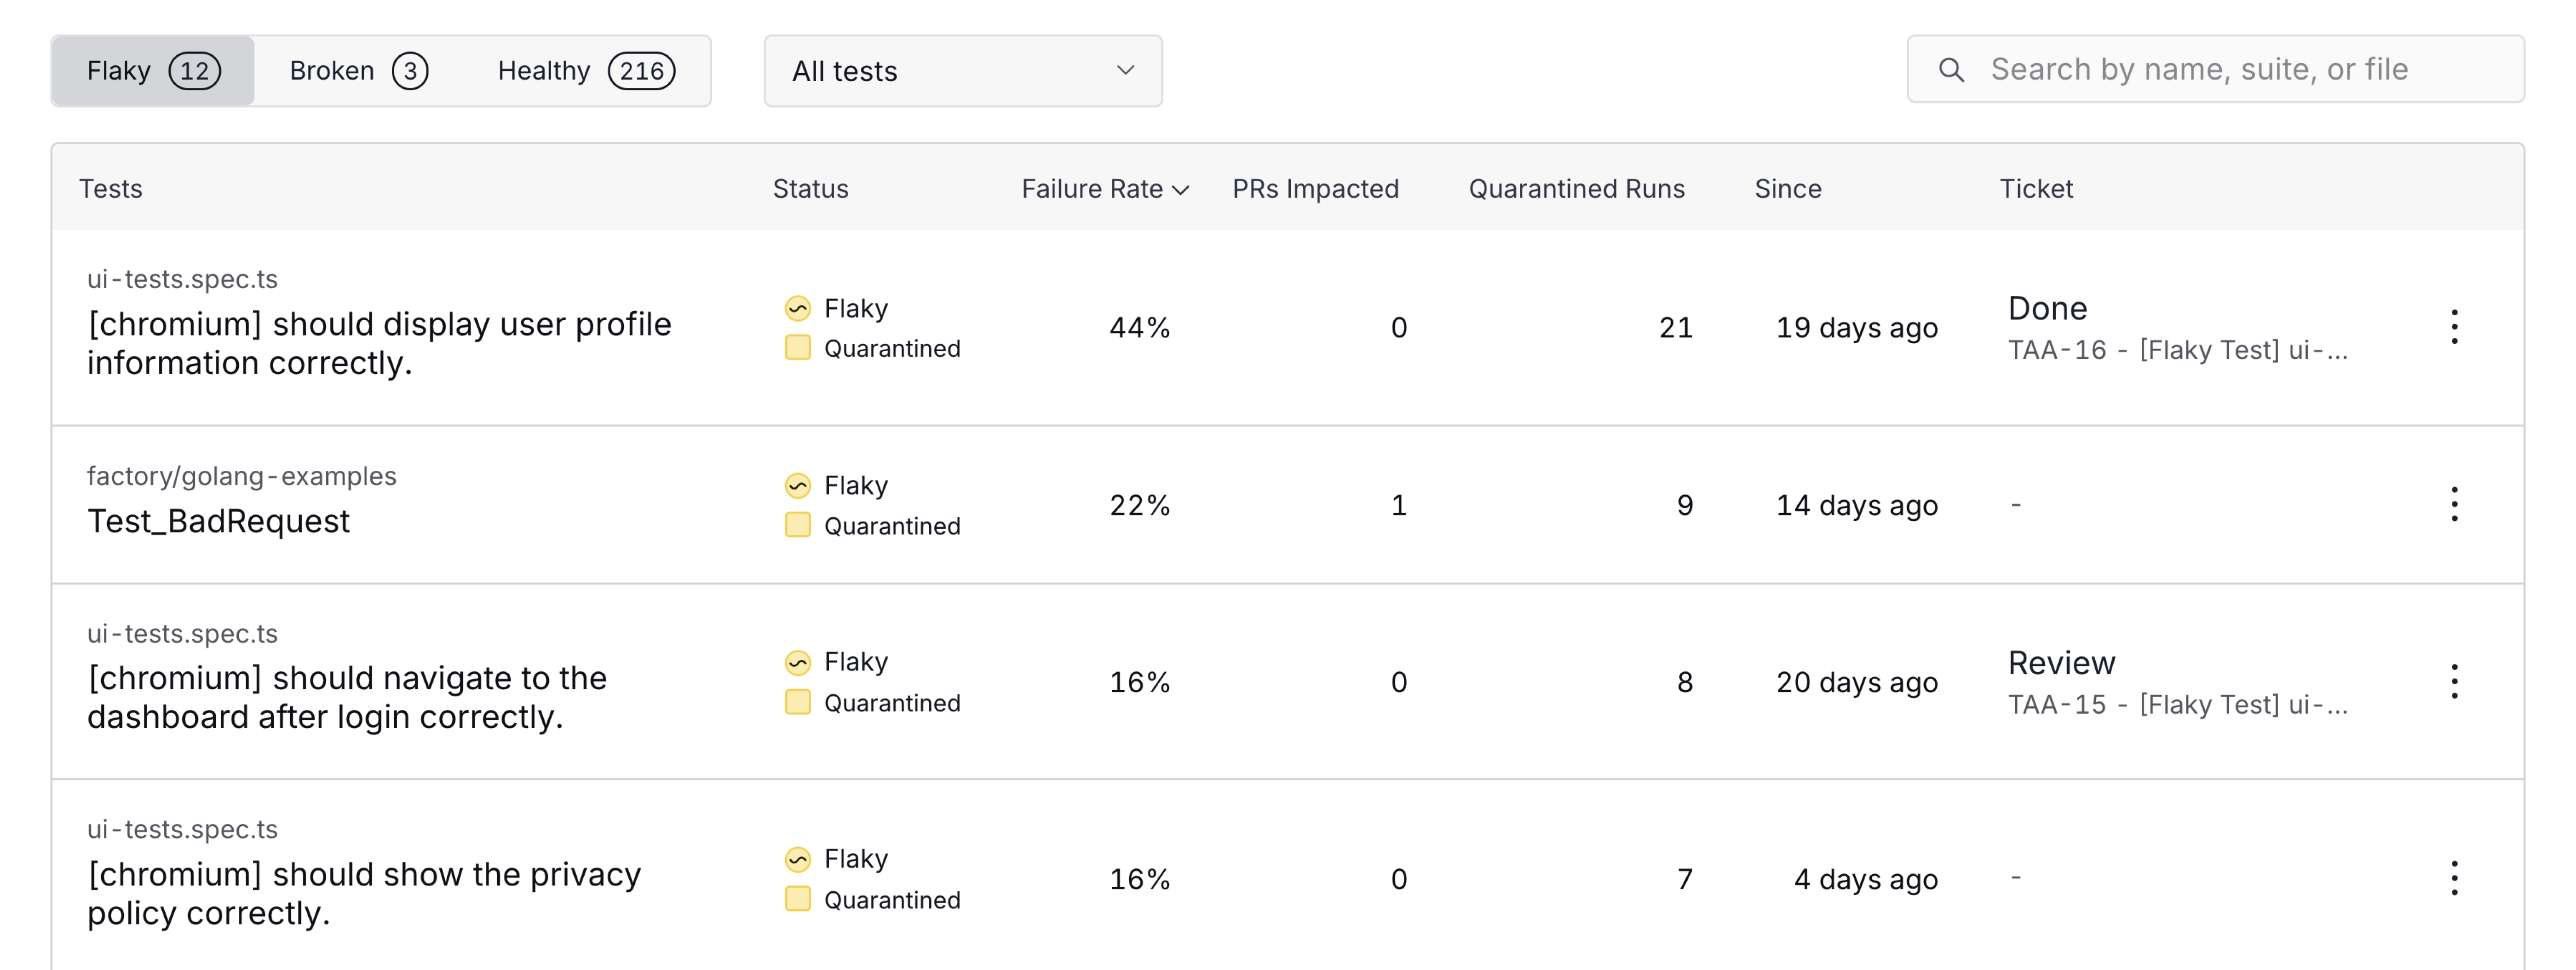 Flaky 12 Broken 3 Healthy 216 All tests Search by name, suite, or file
Tests Status Failure Rate PRs Impacted Quarantined Runs Since Ticket
ui-tests.spec.ts
[chromium] should display user profile
information correctly.
Flaky
Quarantined
44% 0 21 19 days ago
Done
TAA-16 - [Flaky Test] ui-...
factory/golang-examples
Test_BadRequest
Flaky
Quarantined
22% 1 9 14 days ago -
ui-tests.spec.ts
[chromium] should navigate to the
dashboard after login correctly.
Flaky
Quarantined
16% 0 8 20 days ago
Review
TAA-15 - [Flaky Test] ui-...
ui-tests.spec.ts
[chromium] should show the privacy
policy correctly.
Flaky
Quarantined
16% 0 7 4 days ago -